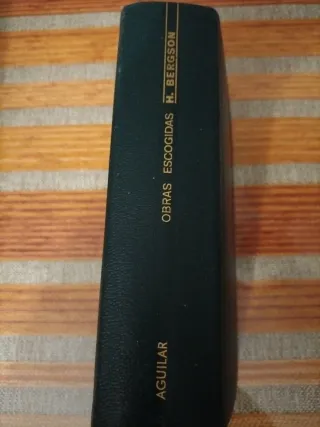 H. BERGSON
OBRAS ESCOGIDAS
AGUILAR